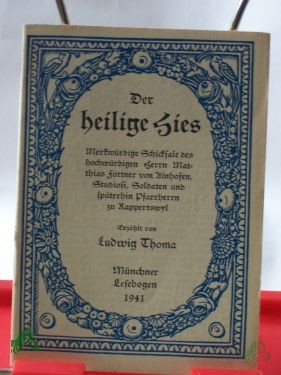 Der
heilige Hies
Merkwürdige Schicksale des
hochwürdigen Herrn Mat-
thias Fottner von Ainhofen,
Studiosi, Soldaten und
späterhin Pfarrherrn
zu Rappertswyl
Erzählt von
Ludwig Thoma
Münchner
Lesebogen
1941